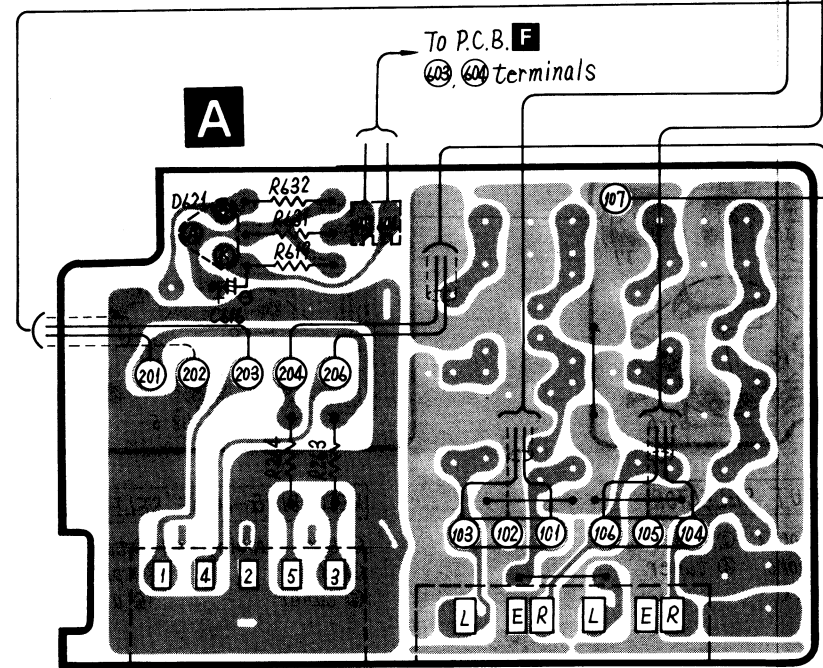 To P.C.B. F
603, 604 terminals
A
R632
D621
R631
107
201 202 203 204 206
103 102 101 106 105 104
1 4 2 5 3
L E R L E R